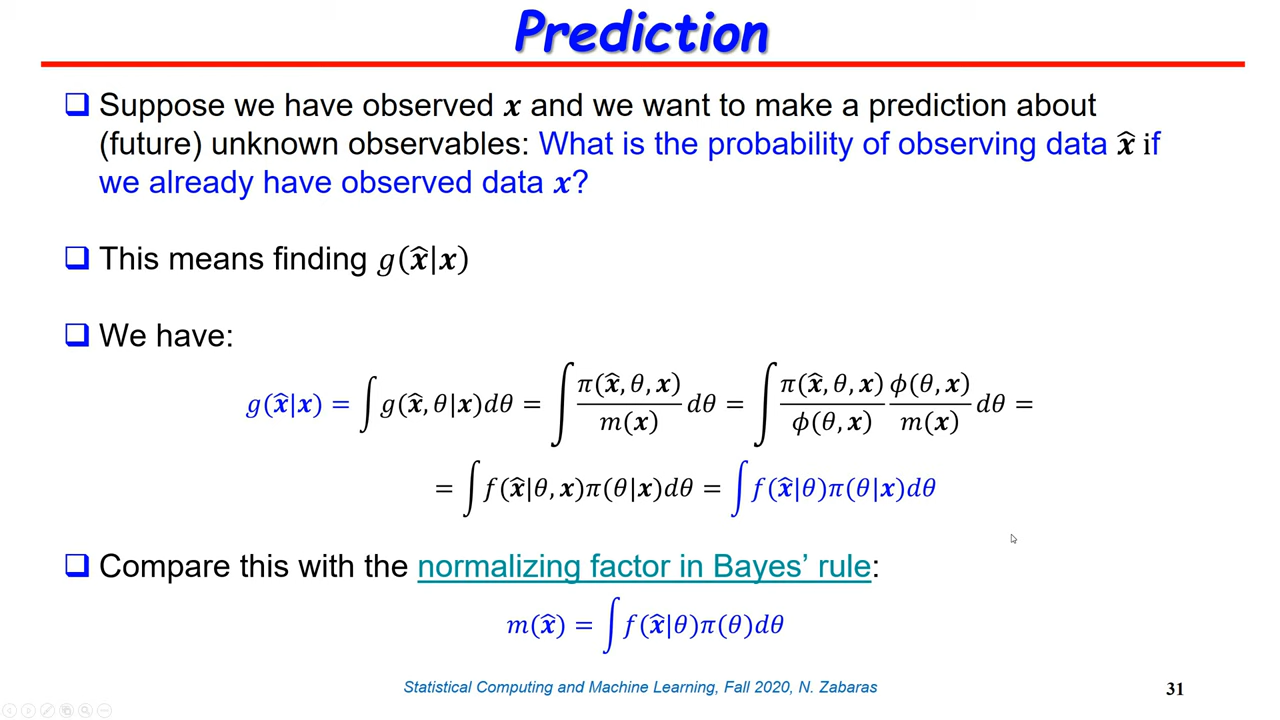 Prediction
❑ Suppose we have observed 𝒙 and we want to make a prediction about
(future) unknown observables: What is the probability of observing data 𝒙̂ if
we already have observed data 𝒙?
❑ This means finding 𝑔(𝒙̂|𝒙)
❑ We have:
𝑔(𝒙̂|𝒙) = ∫ 𝑔(𝒙̂, 𝜃|𝒙)𝑑𝜃 = ∫ 𝜋(𝒙̂, 𝜃, 𝒙)/𝑚(𝒙) 𝑑𝜃 = ∫ 𝜋(𝒙̂, 𝜃, 𝒙)/𝜙(𝜃, 𝒙) 𝜙(𝜃, 𝒙)/𝑚(𝒙) 𝑑𝜃 =
= ∫ 𝑓(𝒙̂|𝜃, 𝒙)𝜋(𝜃|𝒙)𝑑𝜃 = ∫ 𝑓(𝒙̂|𝜃)𝜋(𝜃|𝒙)𝑑𝜃
❑ Compare this with the normalizing factor in Bayes’ rule:
𝑚(𝒙̂) = ∫ 𝑓(𝒙̂|𝜃)𝜋(𝜃)𝑑𝜃
Statistical Computing and Machine Learning, Fall 2020, N. Zabaras
31